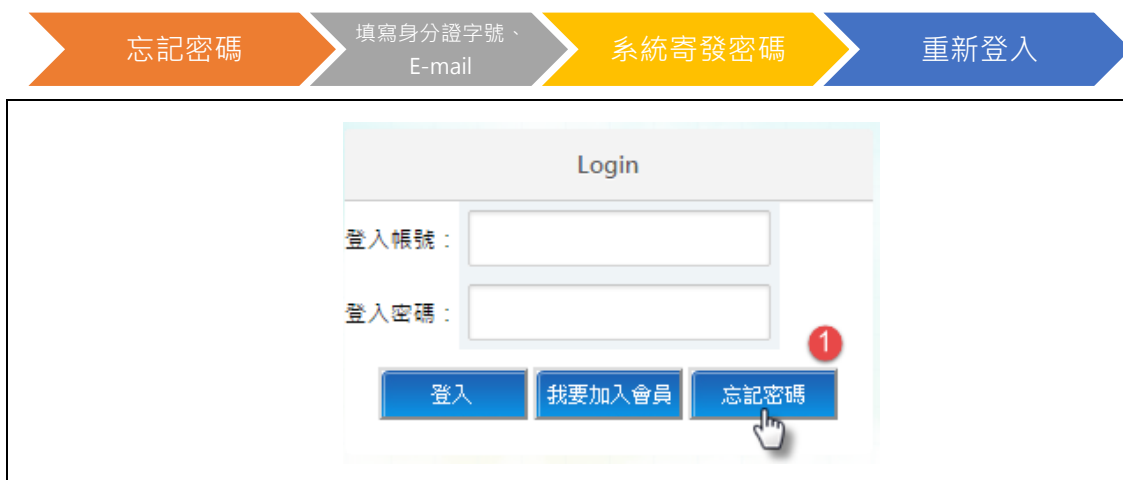 忘記密碼
填寫身分證字號、
E-mail
系統寄發密碼
重新登入
Login
登入帳號：
登入密碼：
1
登入
我要加入會員
忘記密碼